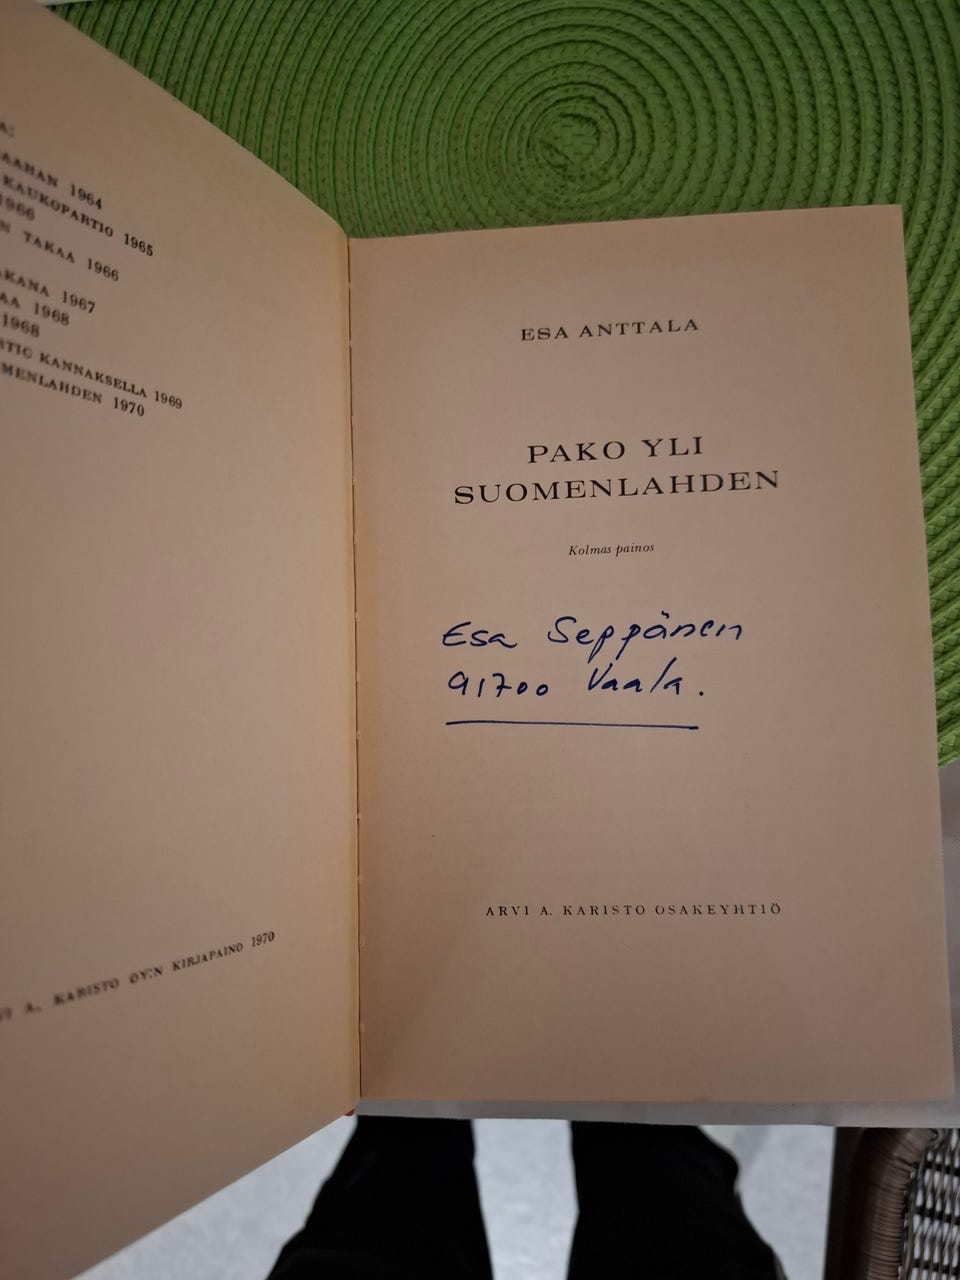 1964
KAUKOPARTIO 1965
1966
TAKAA 1966
1967
1968
1968
KANNAKSELLA 1969
1970
A. KARISTO OY:N KIRJAPAINO 1970
ESA ANTTALA
PAKO YLI
SUOMENLAHDEN
Kolmas painos
Esa Seppänen
91700 Vaala.
ARVI A. KARISTO OSAKEYHTIÖ